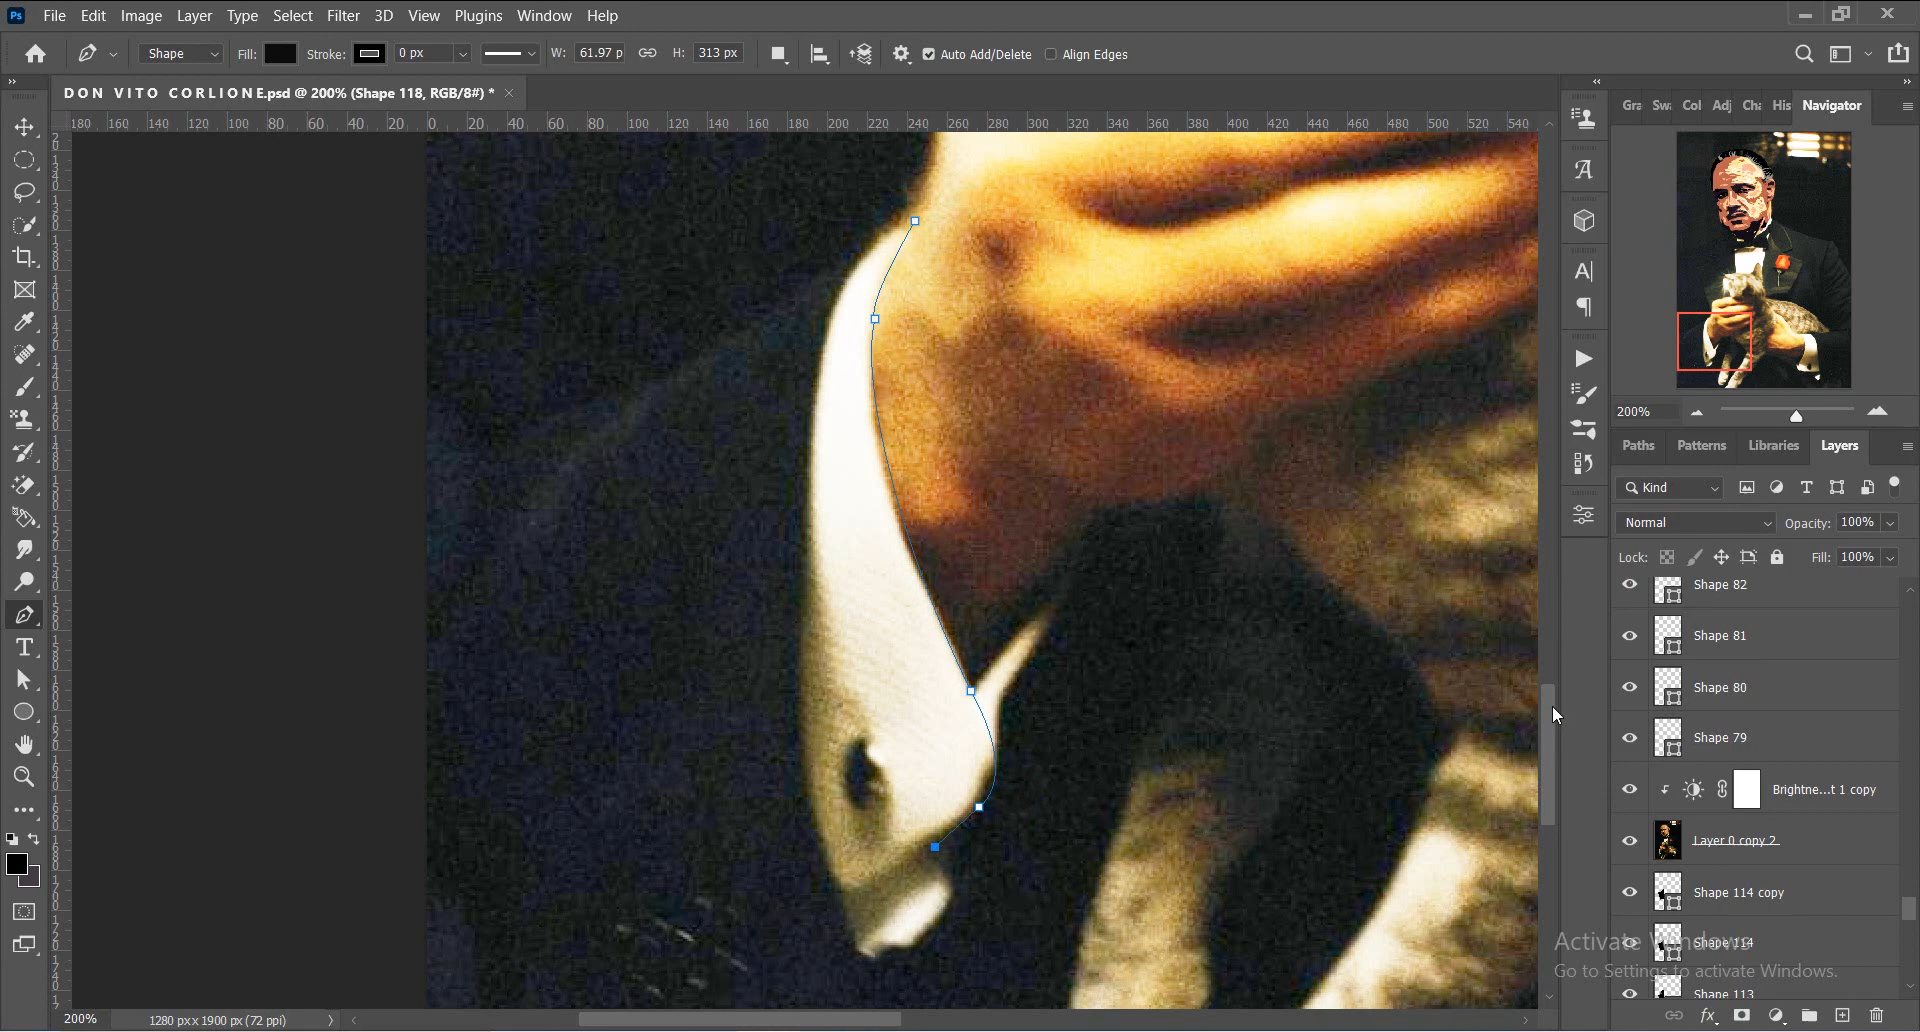 Ps File Edit Image Layer Type Select Filter 3D View Plugins Window Help
Shape Fill: Stroke: 0 px W: 61.97 p H: 313 px Auto Add/Delete Align Edges
DON VITO CORLIONE.psd @ 200% (Shape 118, RGB/8#) *
180 160 140 120 100 80 60 40 20 0 20 40 60 80 100 120 140 160 180 200 220 240 260 280 300 320 340 360 380 400 420 440 460 480 500 520 540
Gra Swa Col Adj Cha His Navigator
200%
Paths Patterns Libraries Layers
Kind
Normal Opacity: 100%
Lock: Fill: 100%
Shape 82
Shape 81
Shape 80
Shape 79
Brightne...t 1 copy
Layer 0 copy 2
Shape 114 copy
Shape 114
Shape 113
Activate Windows
Go to Settings to activate Windows.
200% 1280 px x 1900 px (72 ppi)